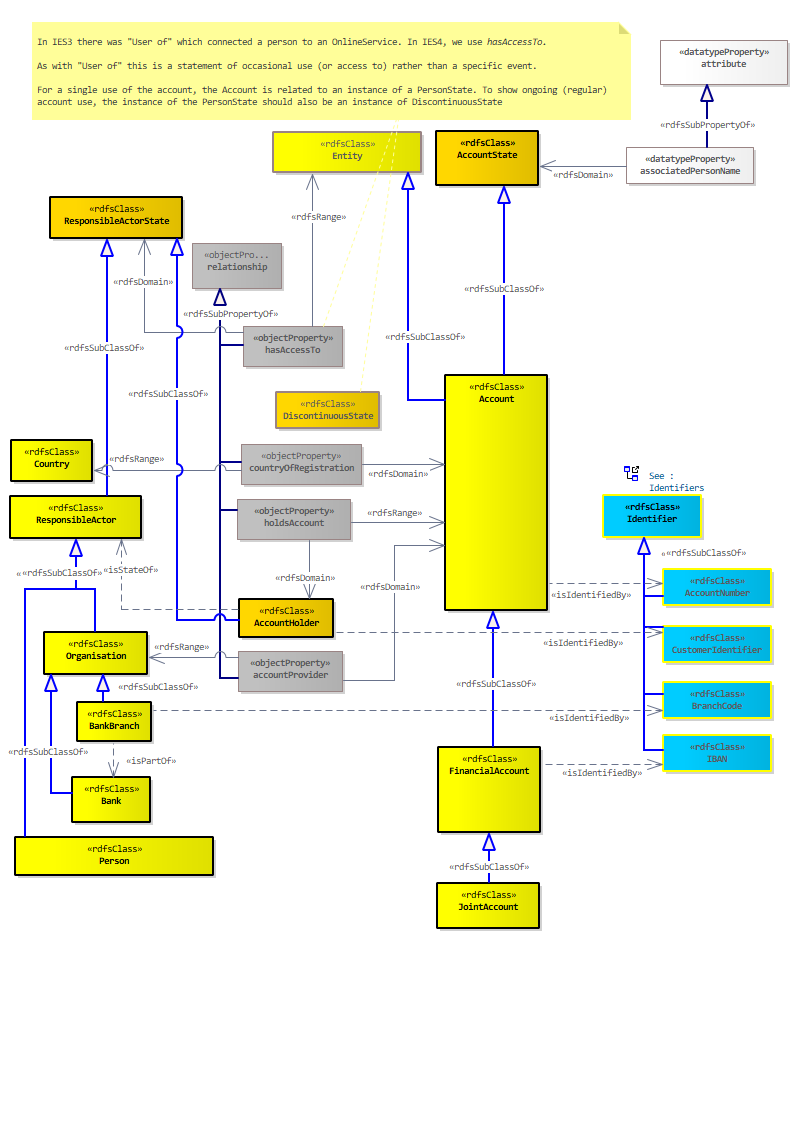 In IES3 there was "User of" which connected a person to an OnlineService. In IES4, we use hasAccessTo.
As with "User of" this is a statement of occasional use (or access to) rather than a specific event.
For a single use of the account, the Account is related to an instance of a PersonState. To show ongoing (regular)
account use, the instance of the PersonState should also be an instance of DiscontinuousState
«datatypeProperty»
attribute
«rdfsSubPropertyOf»
«rdfsClass»
Entity
«rdfsClass»
AccountState
«rdfsDomain»
«datatypeProperty»
associatedPersonName
«rdfsClass»
ResponsibleActorState
«rdfsRange»
«objectPro...
relationship
«rdfsDomain»
«rdfsSubClassOf»
«rdfsSubPropertyOf»
«objectProperty»
hasAccessTo
«rdfsSubClassOf»
«rdfsSubClassOf»
«rdfsSubClassOf»
«rdfsClass»
DiscontinuousState
«rdfsClass»
Account
«rdfsClass»
Country
«rdfsRange»
«objectProperty»
countryOfRegistration
«rdfsDomain»
See :
Identifiers
«rdfsClass»
ResponsibleActor
«objectProperty»
holdsAccount
«rdfsRange»
«rdfsClass»
Identifier
«rdfsSubClassOf»
«
«rdfsSubClassOf»
«
«isStateOf»
«rdfsDomain»
«rdfsDomain»
«rdfsClass»
AccountNumber
«isIdentifiedBy»
«rdfsClass»
AccountHolder
«rdfsClass»
Organisation
«rdfsRange»
«isIdentifiedBy»
«rdfsClass»
CustomerIdentifier
«objectProperty»
accountProvider
«rdfsSubClassOf»
«rdfsSubClassOf»
«rdfsClass»
BankBranch
«isIdentifiedBy»
«rdfsClass»
BranchCode
«rdfsSubClassOf»
«isPartOf»
«rdfsClass»
FinancialAccount
«isIdentifiedBy»
«rdfsClass»
IBAN
«rdfsClass»
Bank
«rdfsClass»
Person
«rdfsSubClassOf»
«rdfsClass»
JointAccount